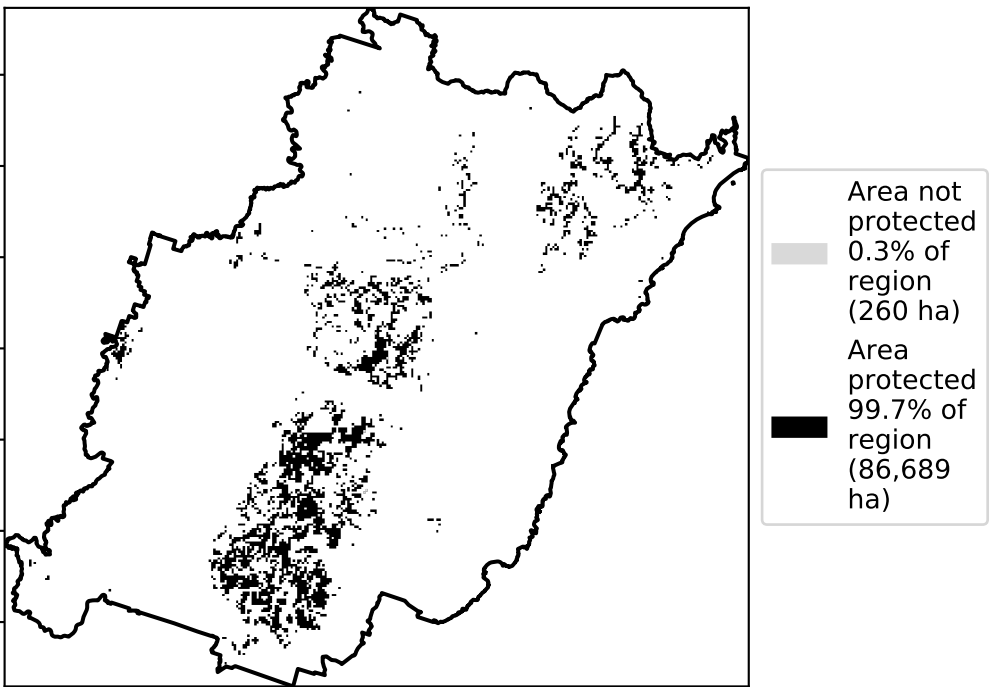 Area not
protected
0.3% of
region
(260 ha)
Area
protected
99.7% of
region
(86,689
ha)